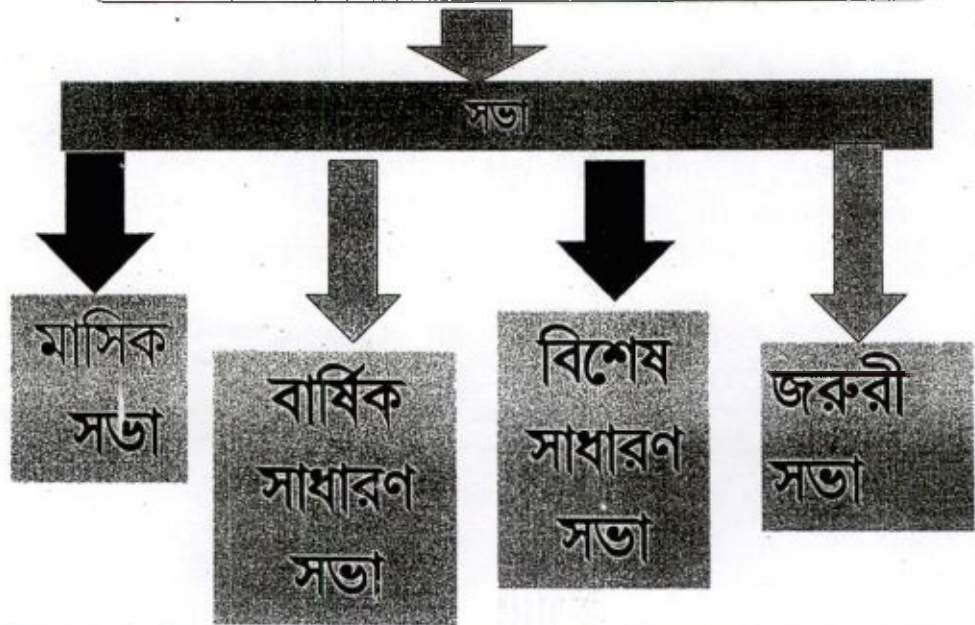 সভা
মাসিক
সভা
বার্ষিক
সাধারণ
সভা
বিশেষ
সাধারণ
সভা
জরুরী
সভা